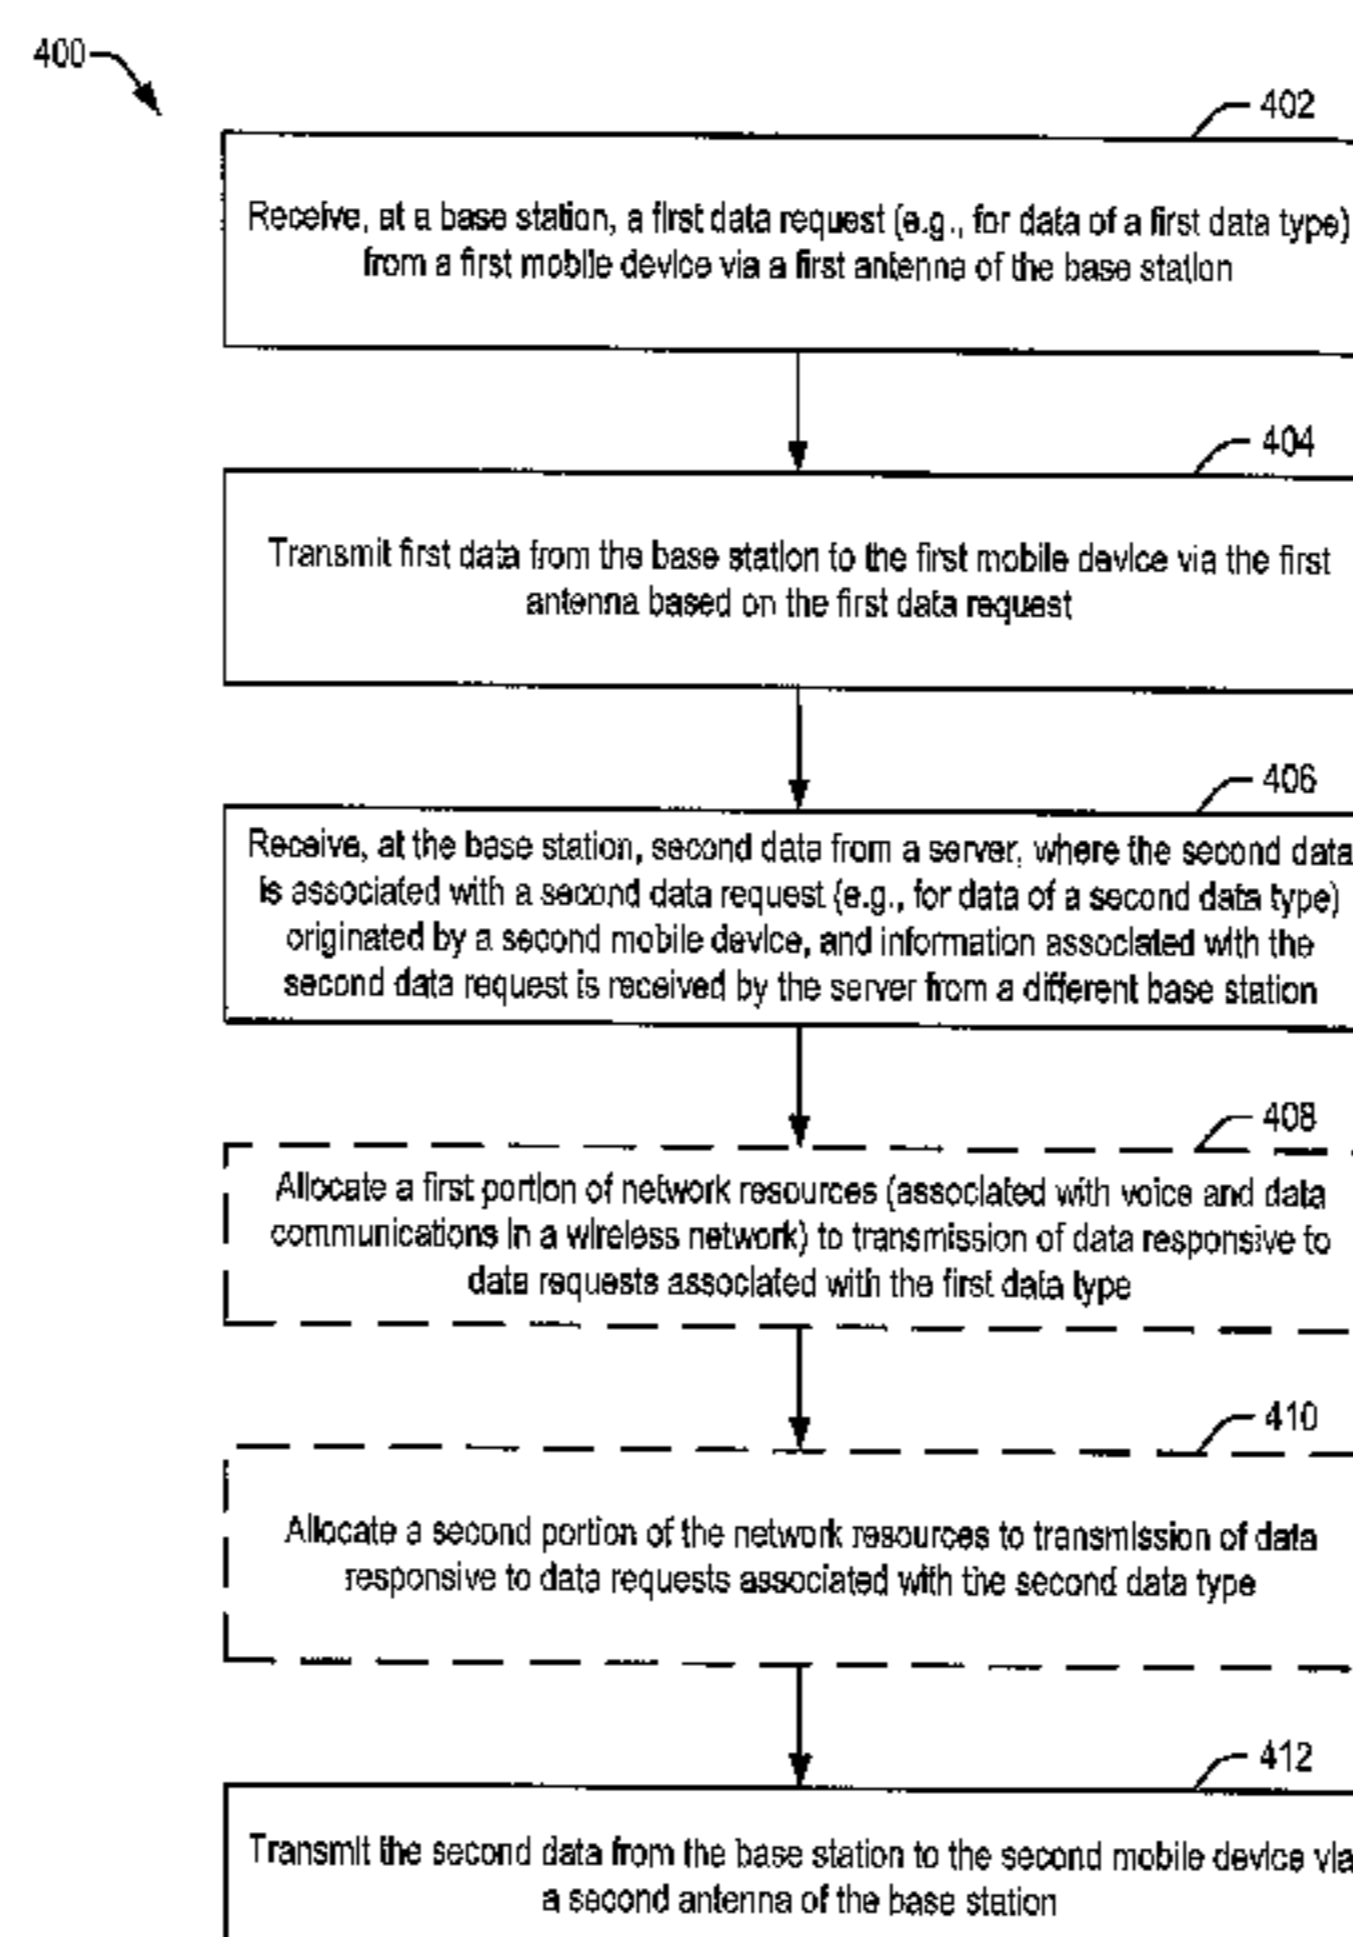 400
402
Receive, at a base station, a first data request (e.g., for data of a first data type)
from a first mobile device via a first antenna of the base station
404
Transmit first data from the base station to the first mobile device via the first
antenna based on the first data request
406
Receive, at the base station, second data from a server, where the second data
is associated with a second data request (e.g., for data of a second data type)
originated by a second mobile device, and information associated with the
second data request is received by the server from a different base station
408
Allocate a first portion of network resources (associated with voice and data
communications in a wireless network) to transmission of data responsive to
data requests associated with the first data type
410
Allocate a second portion of the network resources to transmission of data
responsive to data requests associated with the second data type
412
Transmit the second data from the base station to the second mobile device via
a second antenna of the base station